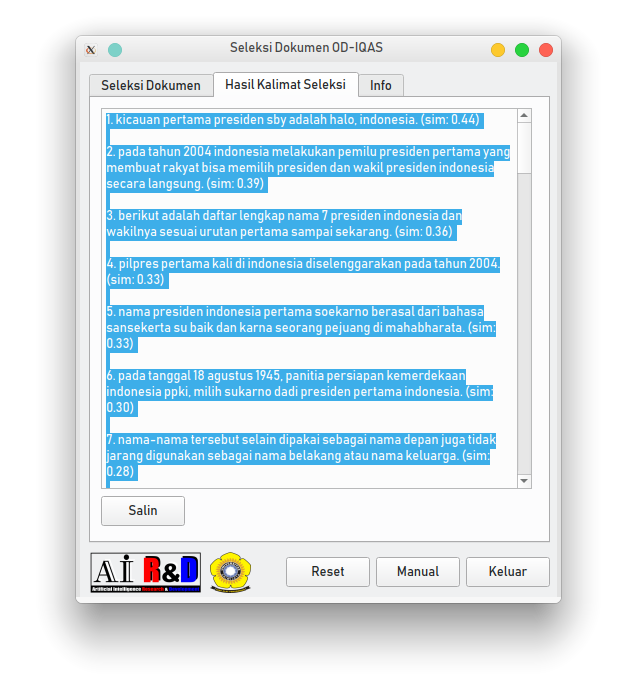 Seleksi Dokumen OD-IQAS
Seleksi Dokumen
Hasil Kalimat Seleksi
Info
1. kicauan pertama presiden sby adalah halo, indonesia. (sim: 0.44)
2. pada tahun 2004 indonesia melakukan pemilu presiden pertama yang
membuat rakyat bisa memilih presiden dan wakil presiden indonesia
secara langsung. (sim: 0.39)
3. berikut adalah daftar lengkap nama 7 presiden indonesia dan
wakilnya sesuai urutan pertama sampai sekarang. (sim: 0.36)
4. pilpres pertama kali di indonesia diselenggarakan pada tahun 2004.
(sim: 0.33)
5. nama presiden indonesia pertama soekarno berasal dari bahasa
sansekerta su baik dan karna seorang pejuang di mahabharata. (sim:
0.33)
6. pada tanggal 18 agustus 1945, panitia persiapan kemerdekaan
indonesia ppki, milih sukarno dadi presiden pertama indonesia. (sim:
0.30)
7. nama-nama tersebut selain dipakai sebagai nama depan juga tidak
jarang digunakan sebagai nama belakang atau nama keluarga. (sim:
0.28)
Salin
AI R&D
Artificial Intelligence Research &
Reset
Manual
Keluar